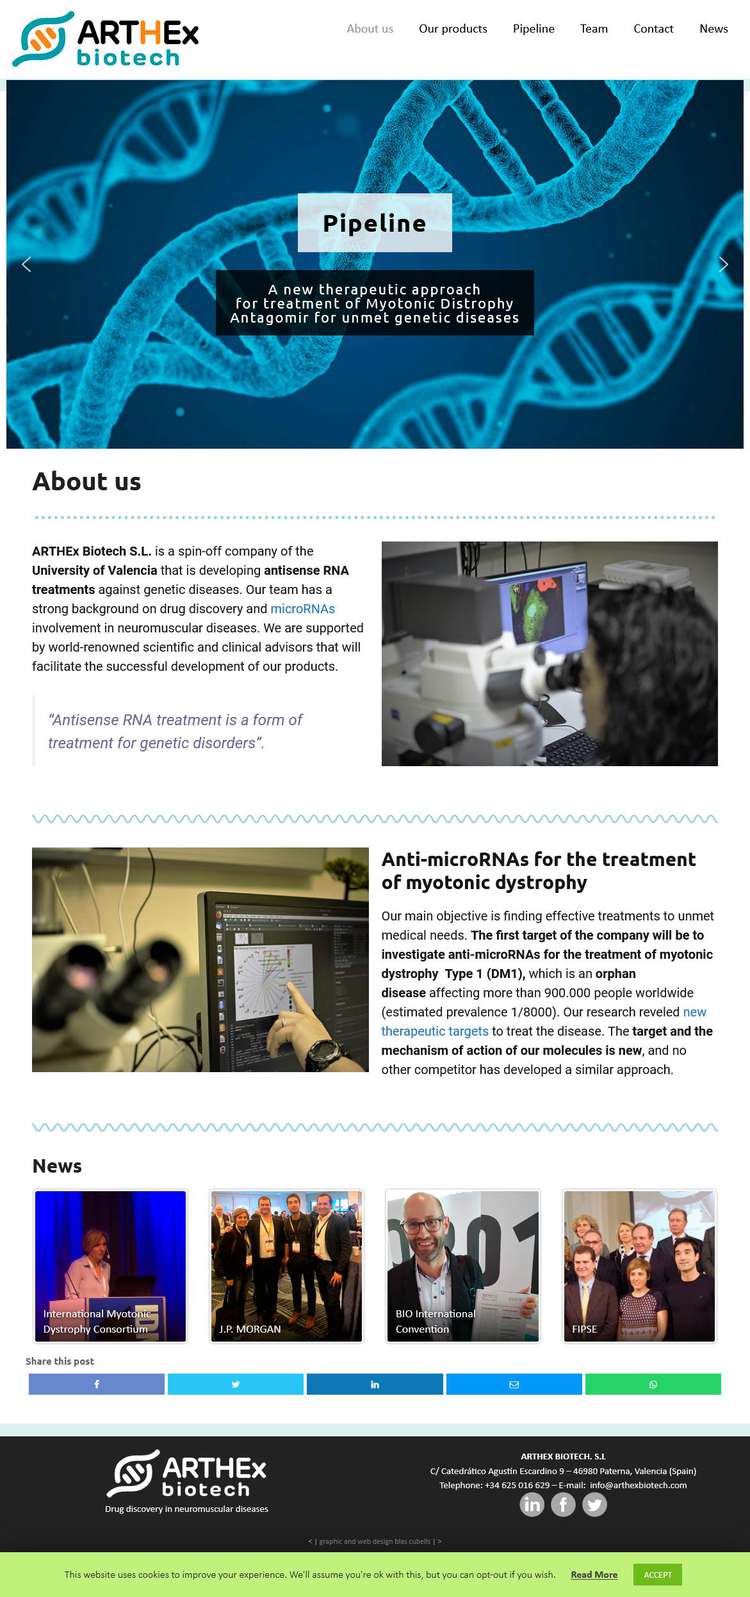 ARTHEx
biotech
About us
Our products
Pipeline
Team
Contact
News
Pipeline
A new therapeutic approach
for treatment of Myotonic Distrophy
Antagomir for unmet genetic diseases
About us
ARTHEx Biotech S.L. is a spin-off company of the
University of Valencia that is developing antisense RNA
treatments against genetic diseases. Our team has a
strong background on drug discovery and microRNAs
involvement in neuromuscular diseases. We are supported
by world-renowned scientific and clinical advisors that will
facilitate the successful development of our products.
“Antisense RNA treatment is a form of
treatment for genetic disorders”.
Anti-microRNAs for the treatment
of myotonic dystrophy
Our main objective is finding effective treatments to unmet
medical needs. The first target of the company will be to
investigate anti-microRNAs for the treatment of myotonic
dystrophy  Type 1 (DM1), which is an orphan
disease affecting more than 900.000 people worldwide
(estimated prevalence 1/8000). Our research reveled new
therapeutic targets to treat the disease. The target and the
mechanism of action of our molecules is new, and no
other competitor has developed a similar approach.
News
International Myotonic
Dystrophy Consortium
J.P. MORGAN
BIO International
Convention
FIPSE
Share this post
ARTHEx
biotech
Drug discovery in neuromuscular diseases
ARTHEX BIOTECH. S.L
C/ Catedrático Agustín Escardino 9 – 46980 Paterna, Valencia (Spain)
Telephone: +34 625 016 629 – E-mail:  info@arthexbiotech.com
< | graphic and web design blas cubells | >
This website uses cookies to improve your experience. We'll assume you're ok with this, but you can opt-out if you wish.
Read More
ACCEPT